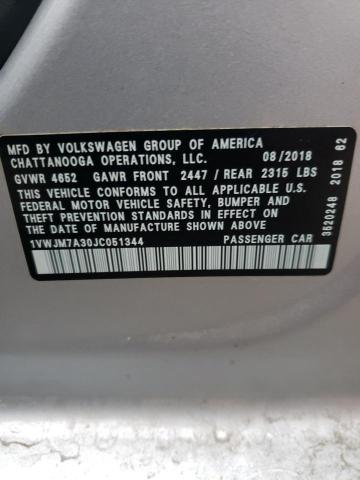 MFD BY VOLKSWAGEN GROUP OF AMERICA
CHATTANOOGA OPERATIONS, LLC. 08/2018
GVWR 4652 GAWR FRONT 2447 / REAR 2315 LBS
THIS VEHICLE CONFORMS TO ALL APPLICABLE U.S.
FEDERAL MOTOR VEHICLE SAFETY, BUMPER AND
THEFT PREVENTION STANDARDS IN EFFECT ON THE
DATE OF MANUFACTURE SHOWN ABOVE.
1VWJM7A30JC051344 PASSENGER CAR
3520248 2018 62